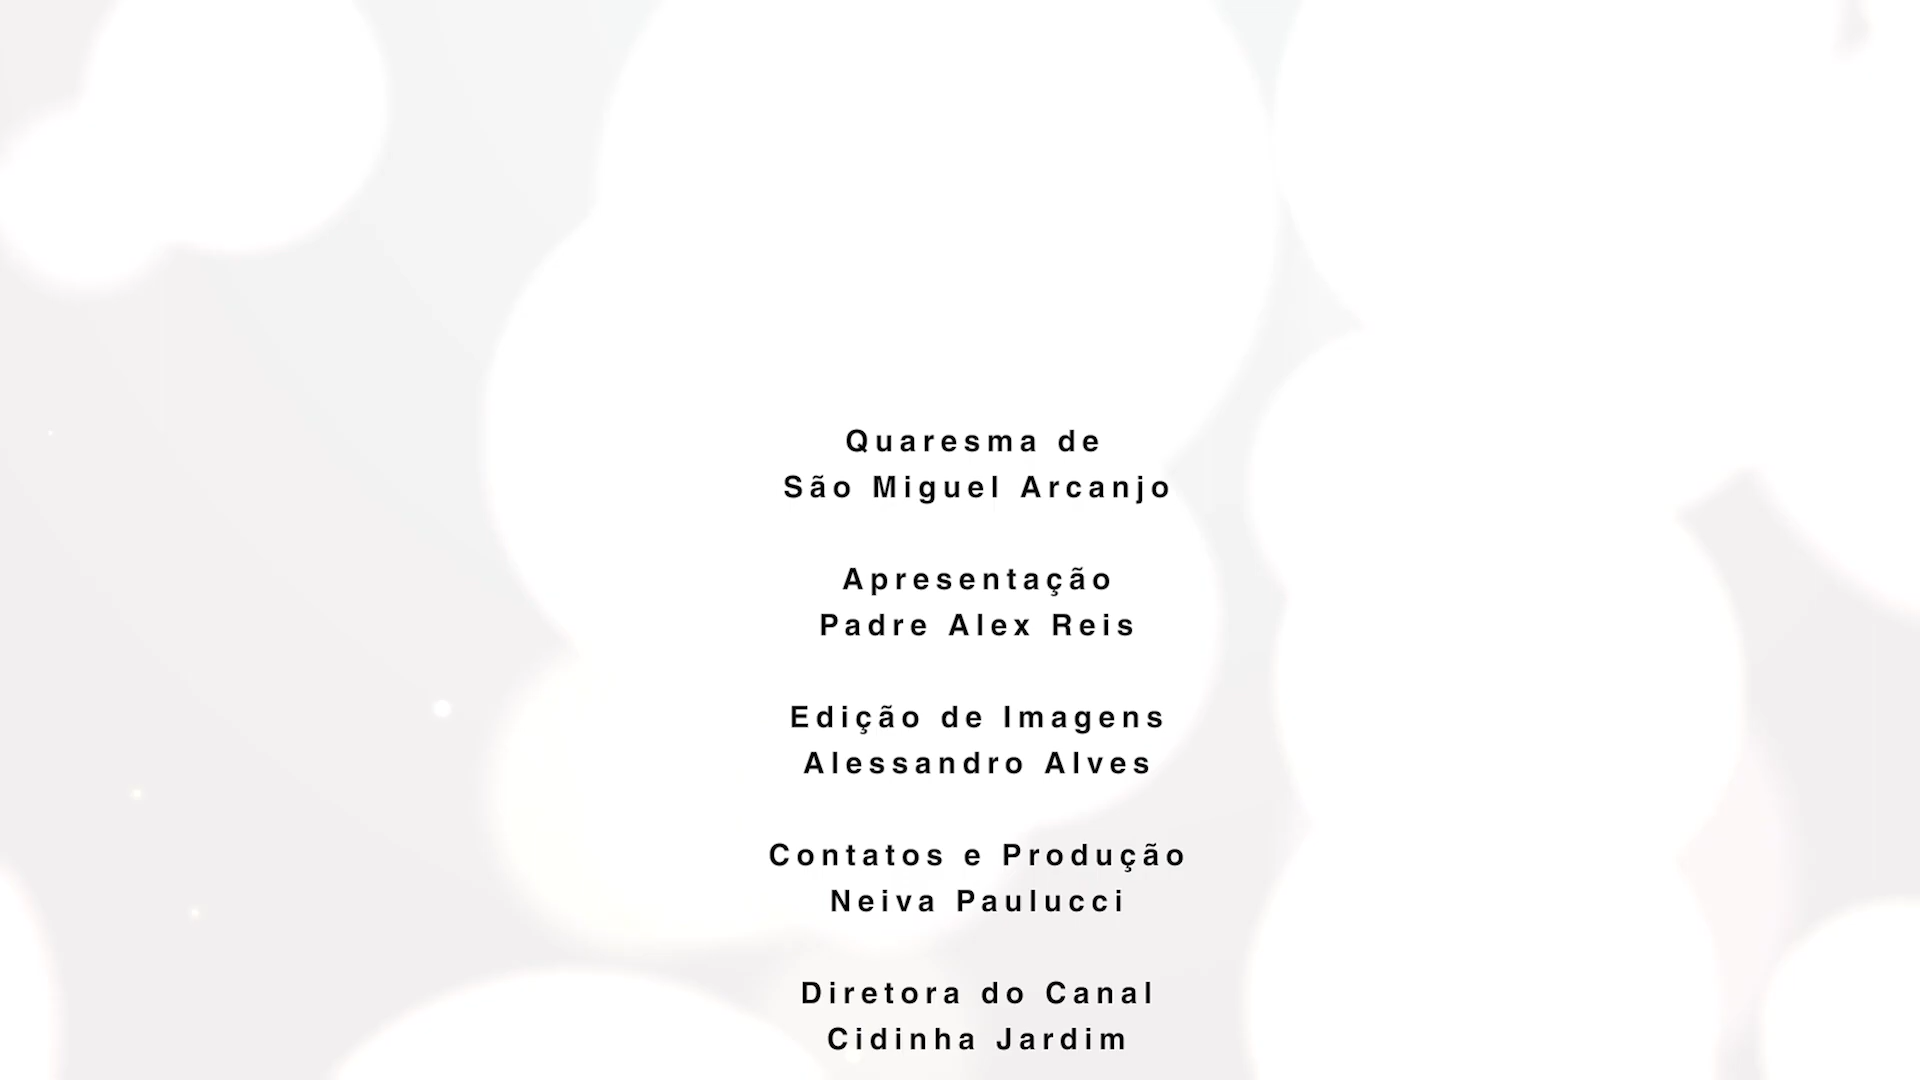 Quaresma de
São Miguel Arcanjo
Apresentação
Padre Alex Reis
Edição de Imagens
Alessandro Alves
Contatos e Produção
Neiva Paulucci
Diretora do Canal
Cidinha Jardim